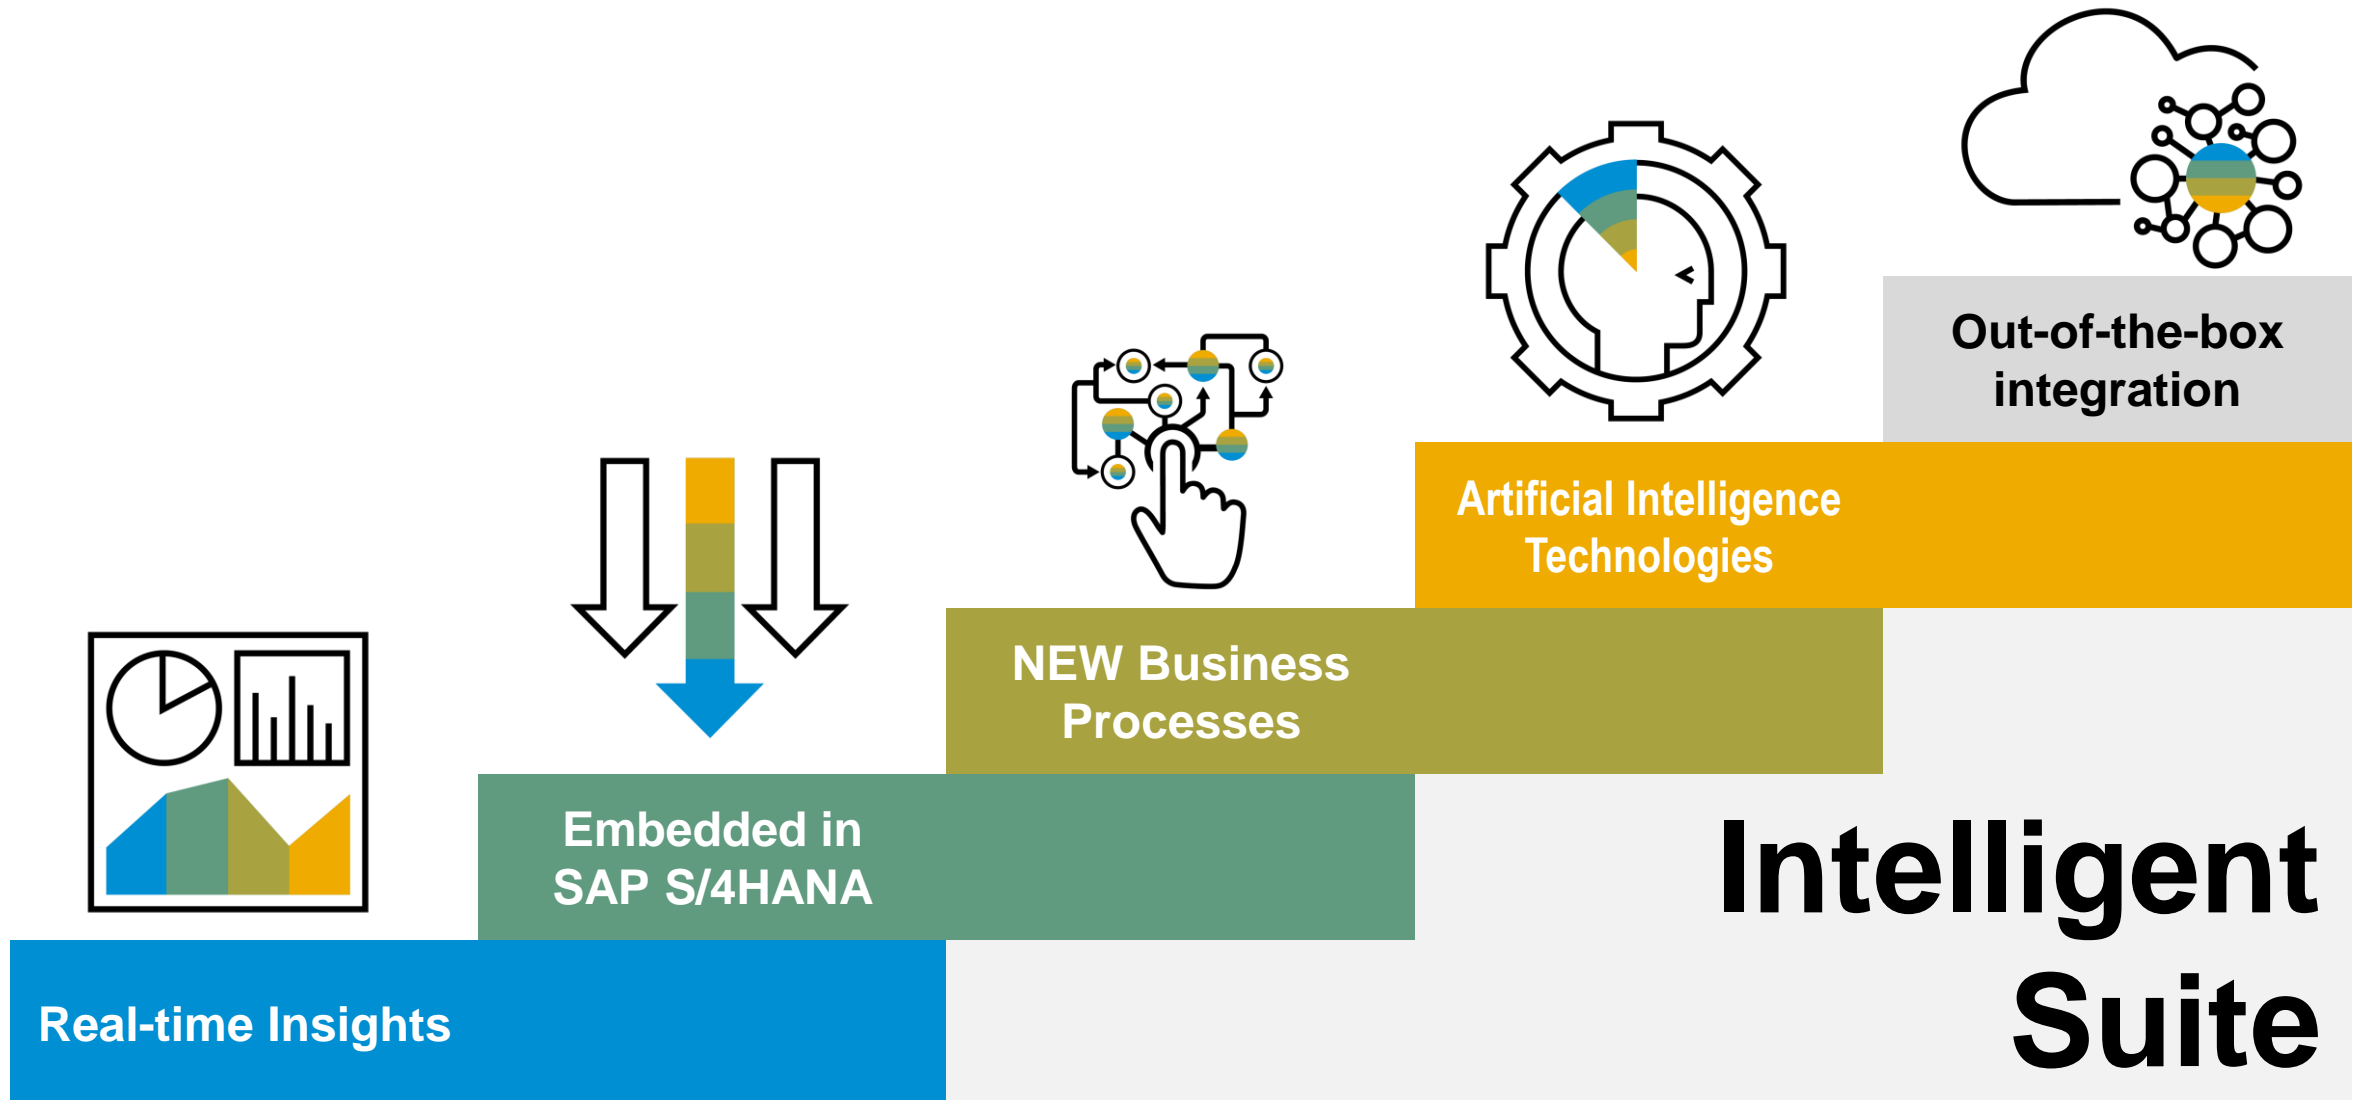 Out-of-the-box
integration
Artificial Intelligence
Technologies
NEW Business
Processes
Embedded in
SAP S/4HANA
Real-time Insights
Intelligent
Suite